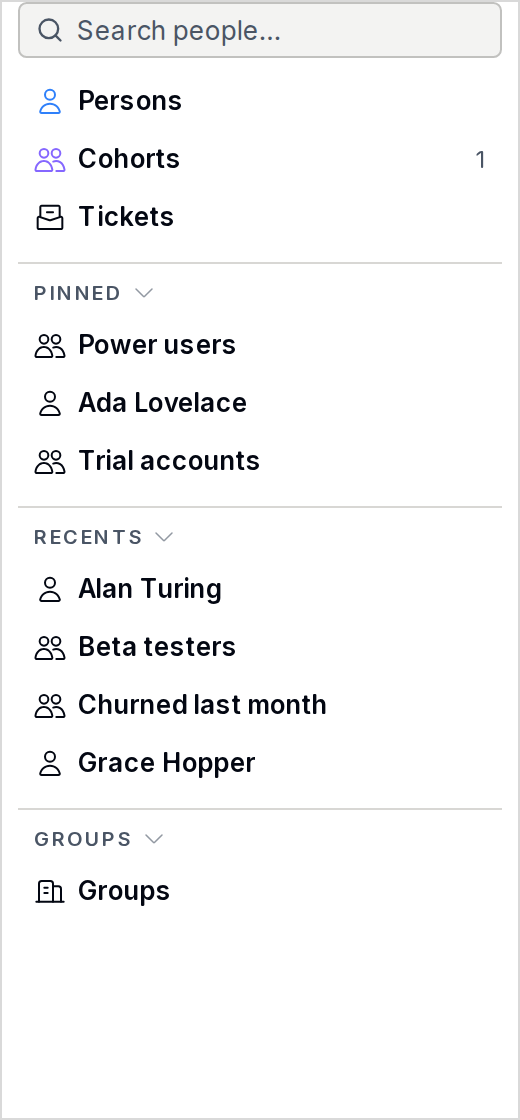 Search people...
Persons
Cohorts 1
Tickets
PINNED
Power users
Ada Lovelace
Trial accounts
RECENTS
Alan Turing
Beta testers
Churned last month
Grace Hopper
GROUPS
Groups